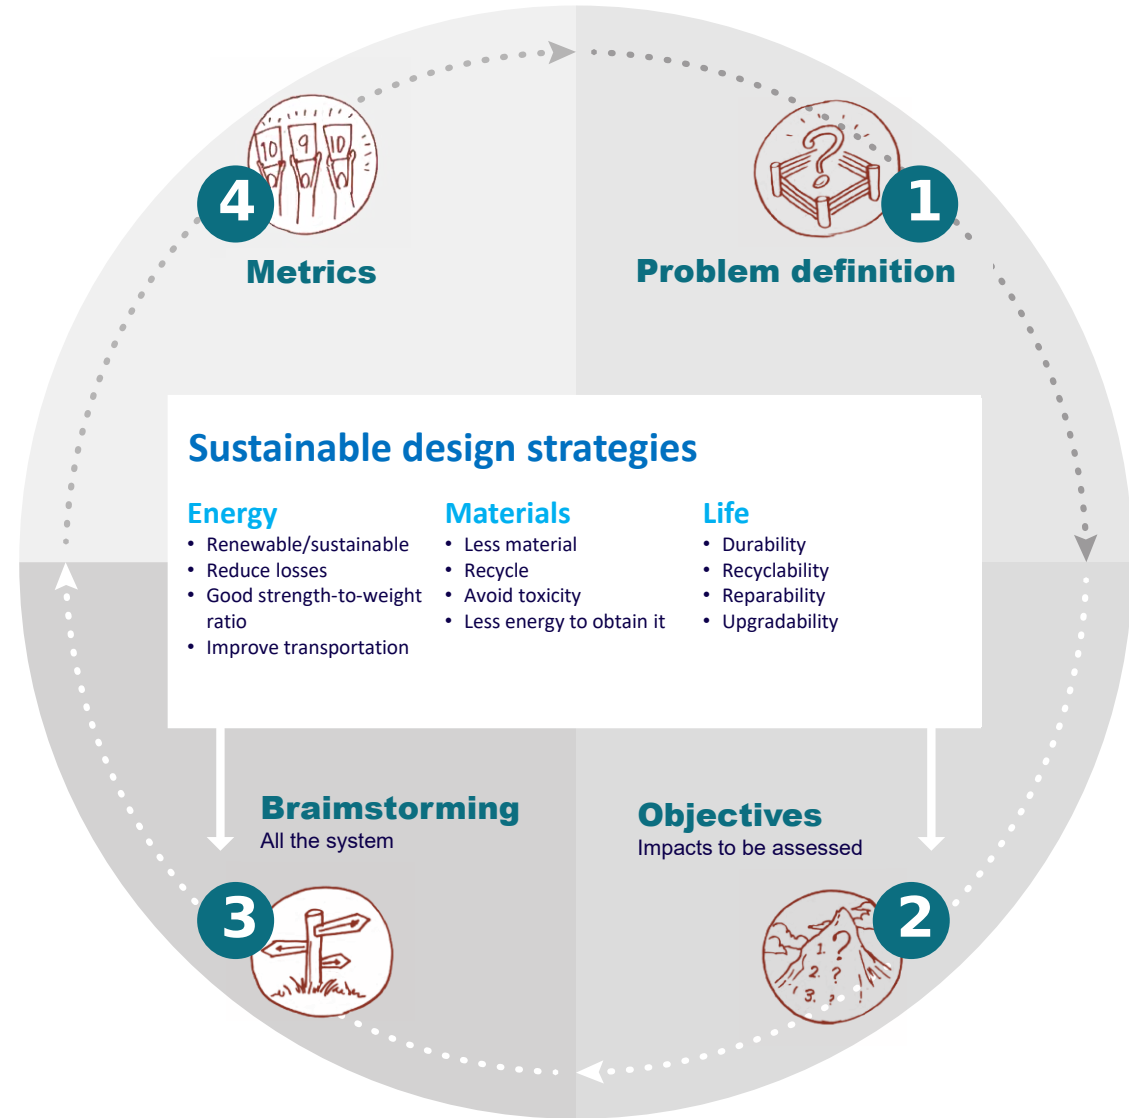 10 9 10
4
Metrics
?
1
Problem definition
Sustainable design strategies
Energy
• Renewable/sustainable
• Reduce losses
• Good strength-to-weight
ratio
• Improve transportation
Materials
• Less material
• Recycle
• Avoid toxicity
• Less energy to obtain it
Life
• Durability
• Recyclability
• Reparability
• Upgradability
Braimstorming
All the system
3
Objectives
Impacts to be assessed
2
1. ?
2. ?
3. ?